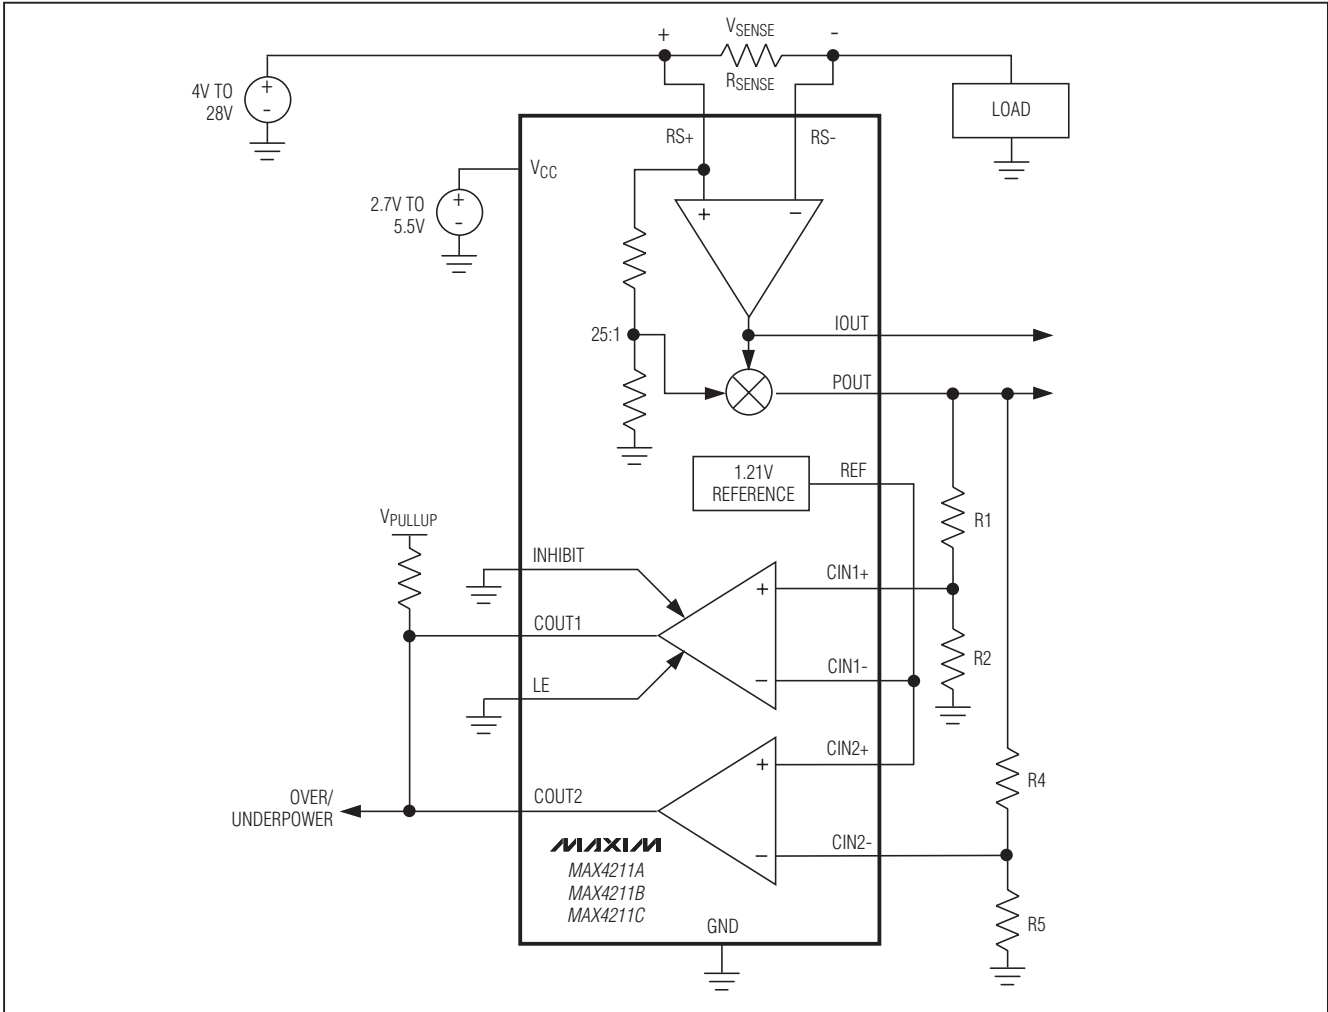 + VSENSE -
RSENSE
4V TO
28V
+
-
LOAD
RS+
RS-
VCC
2.7V TO
5.5V
+
-
+ −
25:1
IOUT
POUT
1.21V
REFERENCE
REF
VPULLUP
R1
INHIBIT
CIN1+
+
COUT1
R2
CIN1-
−
LE
CIN2+
+
R4
OVER/
UNDERPOWER
COUT2
CIN2-
−
MAXIM
MAX4211A
MAX4211B
MAX4211C
GND
R5